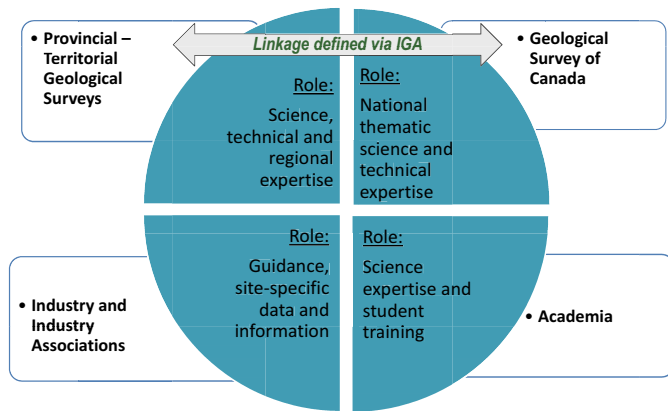 • Provincial –
Territorial
Geological
Surveys
Linkage defined via IGA
• Geological
Survey of
Canada
Role:
Science,
technical and
regional
expertise
Role:
National
thematic
science and
technical
expertise
Role:
Guidance,
site-specific
data and
information
Role:
Science
expertise and
student
training
• Industry and
Industry
Associations
• Academia